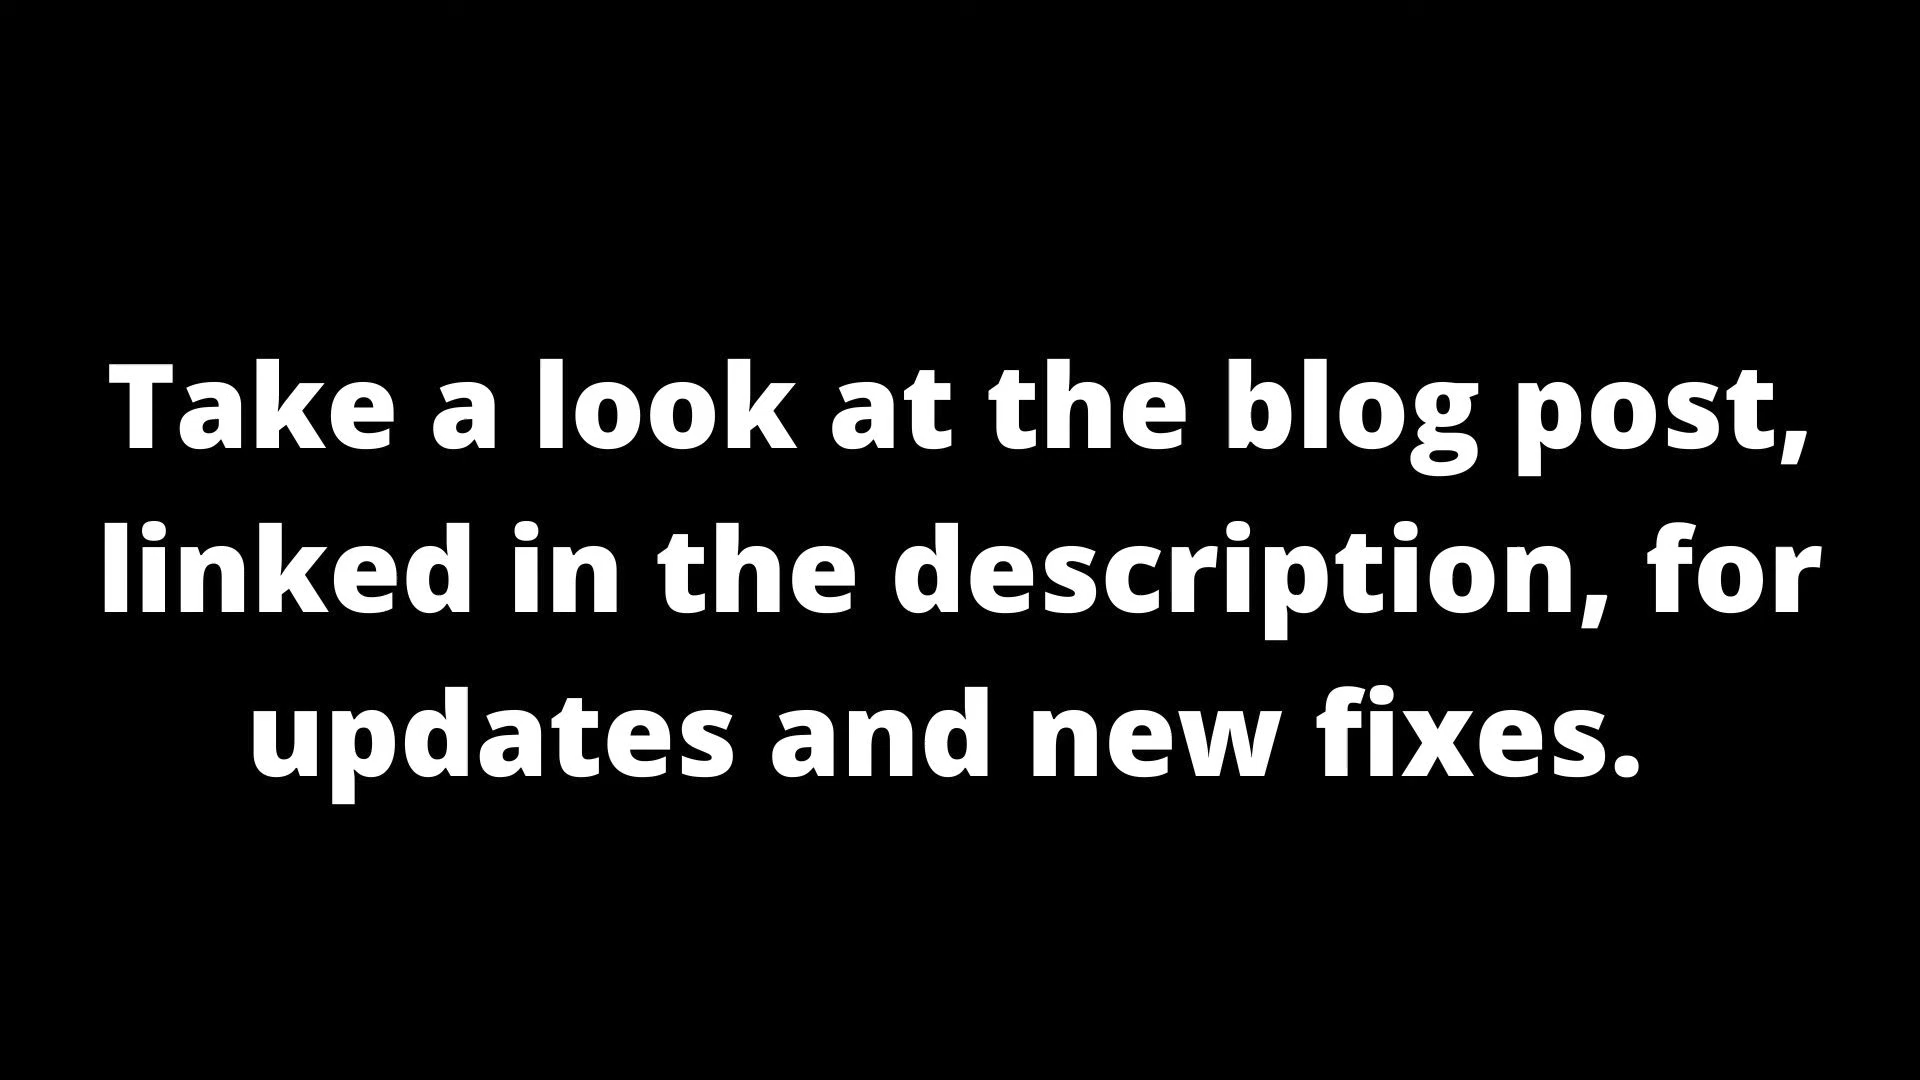 Take a look at the blog post,
linked in the description, for
updates and new fixes.